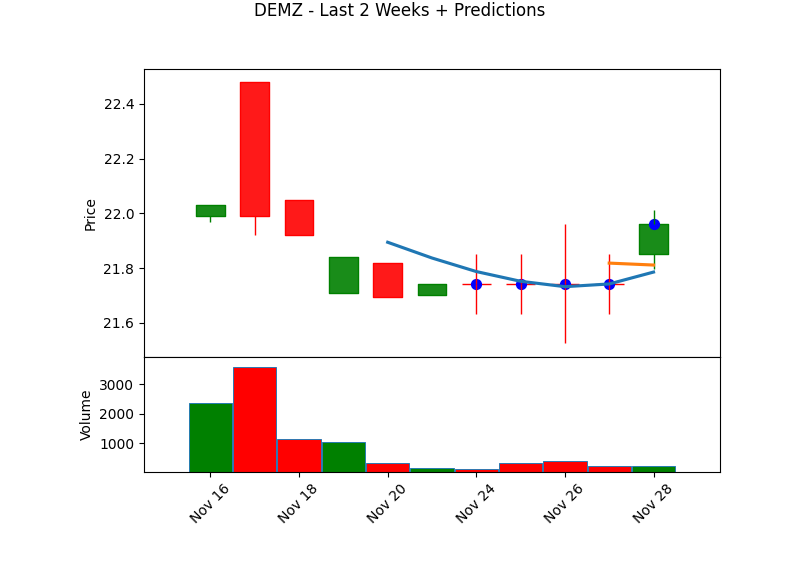 DEMZ - Last 2 Weeks + Predictions
Price
22.4
22.2
22.0
21.8
21.6
Volume
3000
2000
1000
Nov 16
Nov 18
Nov 20
Nov 24
Nov 26
Nov 28